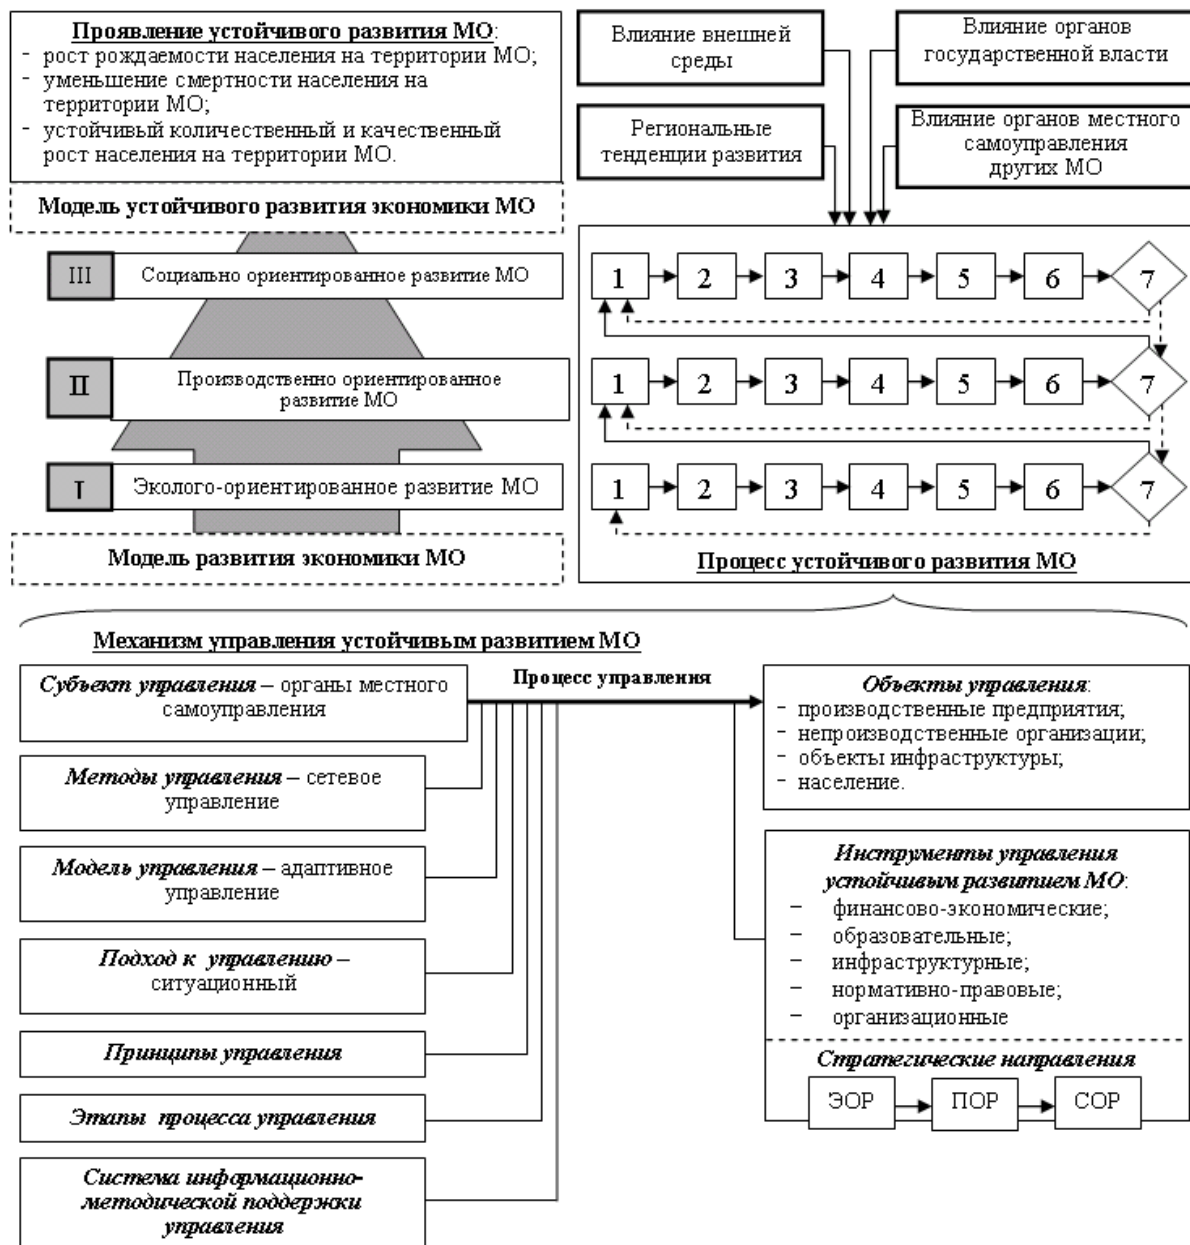 Проявление устойчивого развития МО:
- рост рождаемости населения на территории МО;
- уменьшение смертности населения на
территории МО;
- устойчивый количественный и качественный
рост населения на территории МО.
Модель устойчивого развития экономики МО
III
Социально ориентированное развитие МО
II
Производственно ориентированное
развитие МО
I
Эколого-ориентированное развитие МО
Модель развития экономики МО
Влияние внешней
среды
Влияние органов
государственной власти
Региональные
тенденции развития
Влияние органов местного
самоуправления
других МО
1 2 3 4 5 6 7
1 2 3 4 5 6 7
1 2 3 4 5 6 7
Процесс устойчивого развития МО
Механизм управления устойчивым развитием МО
Субъект управления – органы местного
самоуправления
Методы управления – сетевое
управление
Модель управления – адаптивное
управление
Подход к управлению –
ситуационный
Принципы управления
Этапы процесса управления
Система информационно-
методической поддержки
управления
Процесс управления
Объекты управления:
- производственные предприятия;
- непроизводственные организации;
- объекты инфраструктуры;
- население.
Инструменты управления
устойчивым развитием МО:
– финансово-экономические;
– образовательные;
– инфраструктурные;
– нормативно-правовые;
– организационные
Стратегические направления
ЭОР ПОР СОР